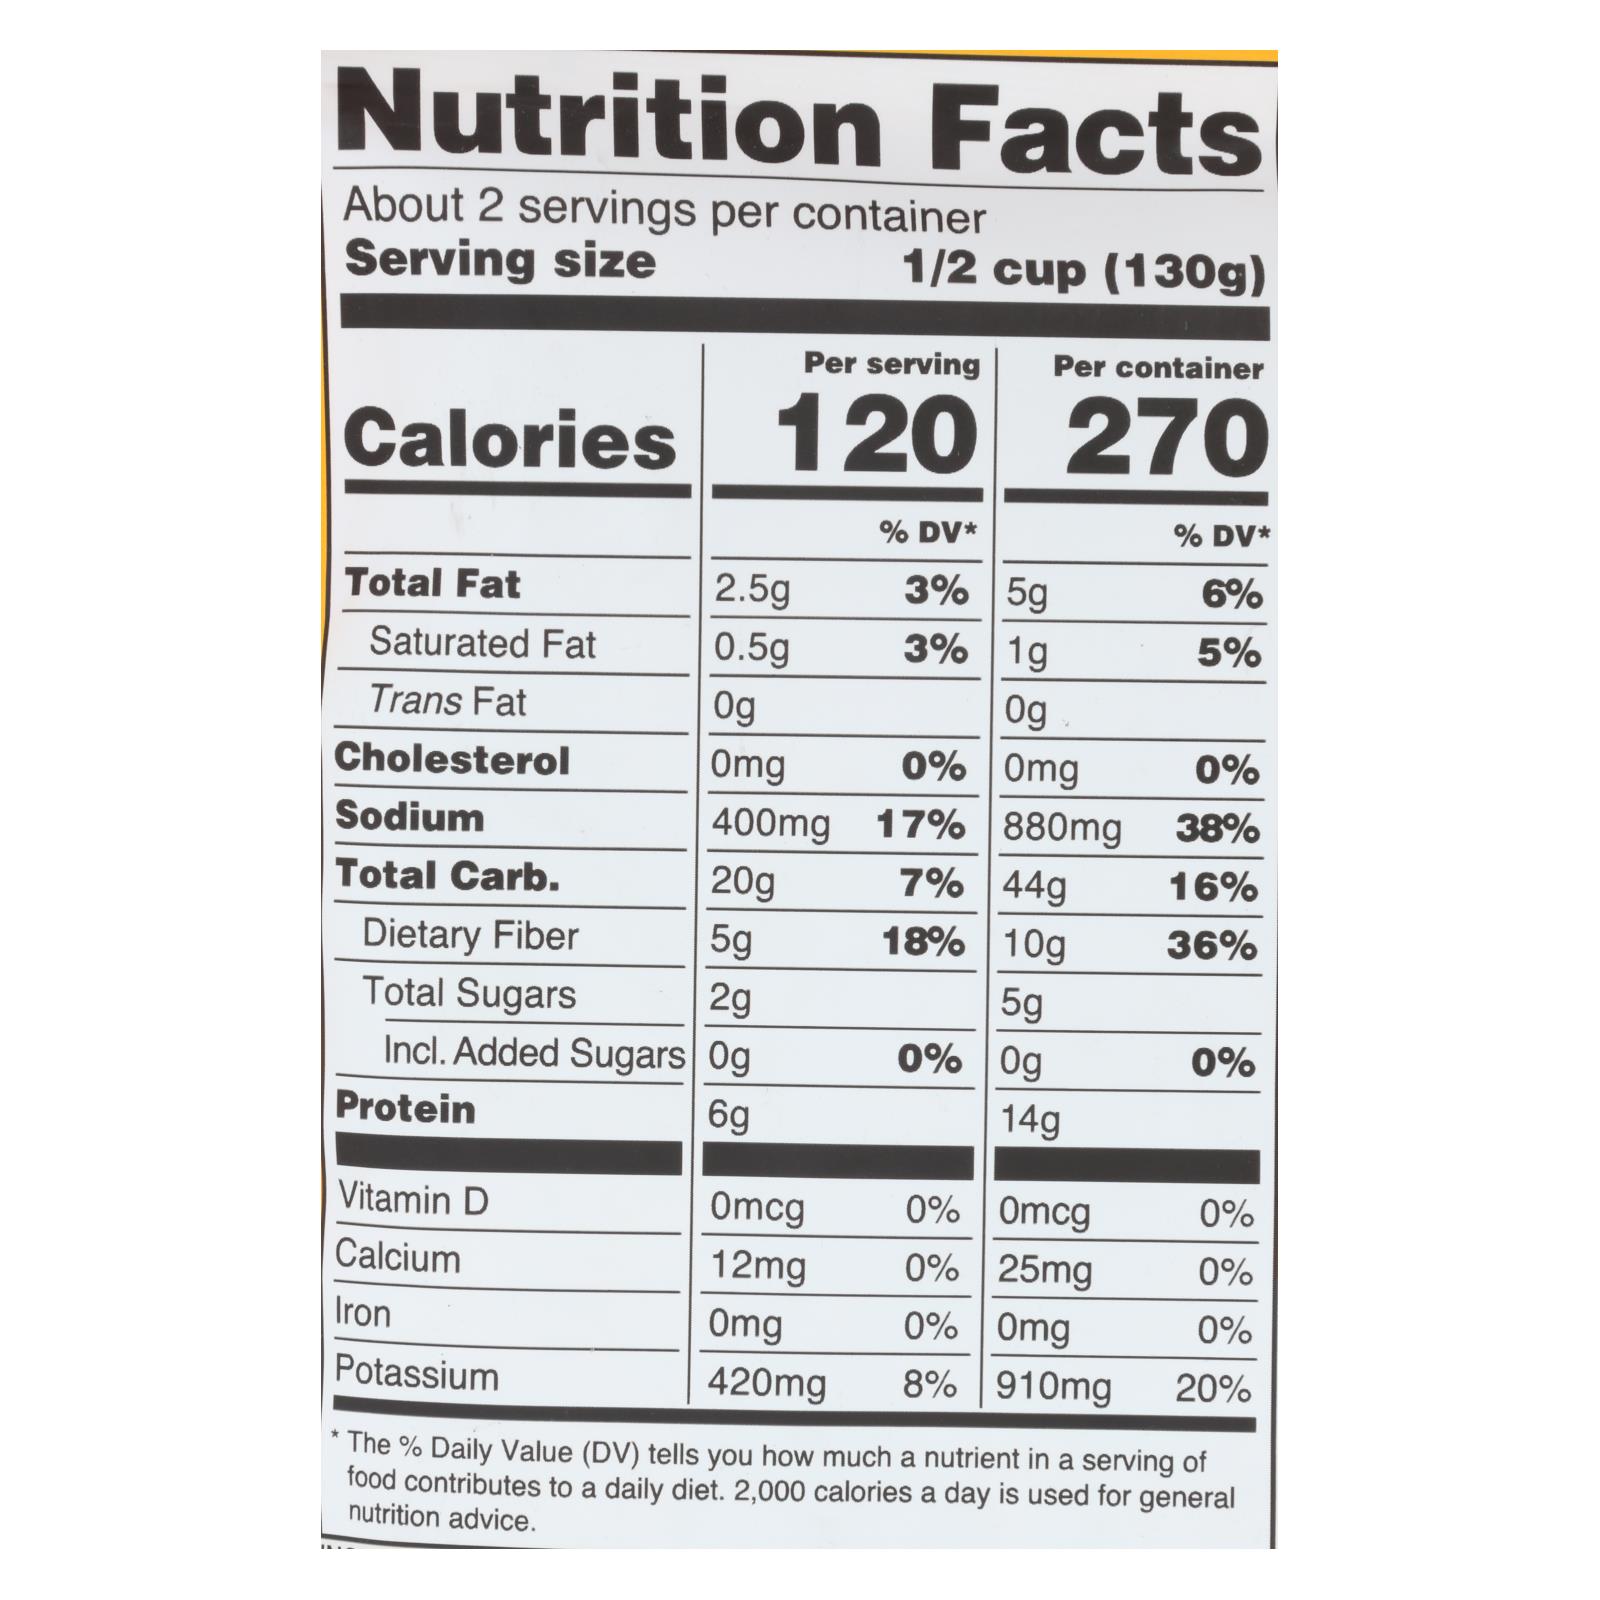 Nutrition Facts
About 2 servings per container
Serving size 1/2 cup (130g)
Per serving Per container
Calories 120 270
% DV* % DV*
Total Fat 2.5g 3% 5g 6%
Saturated Fat 0.5g 3% 1g 5%
Trans Fat 0g 0g
Cholesterol 0mg 0% 0mg 0%
Sodium 400mg 17% 880mg 38%
Total Carb. 20g 7% 44g 16%
Dietary Fiber 5g 18% 10g 36%
Total Sugars 2g 5g
Incl. Added Sugars 0g 0% 0g 0%
Protein 6g 14g
Vitamin D 0mcg 0% 0mcg 0%
Calcium 12mg 0% 25mg 0%
Iron 0mg 0% 0mg 0%
Potassium 420mg 8% 910mg 20%
* The % Daily Value (DV) tells you how much a nutrient in a serving of
food contributes to a daily diet. 2,000 calories a day is used for general
nutrition advice.